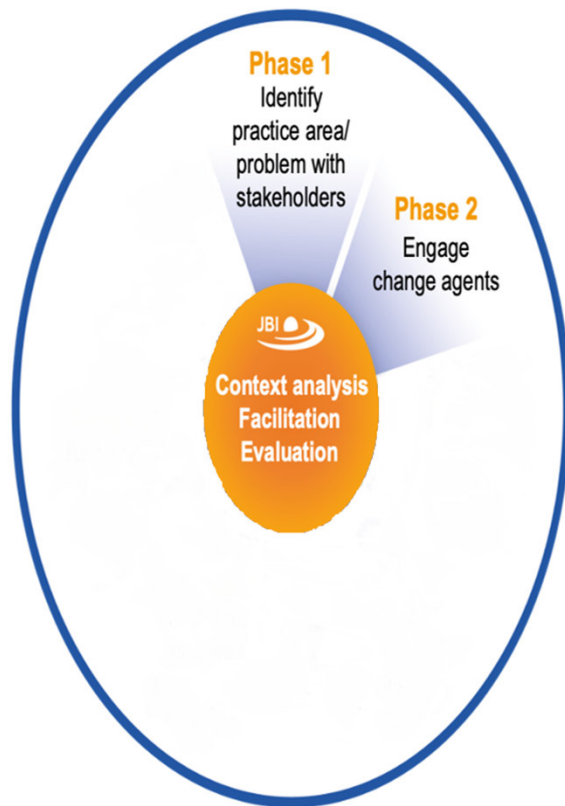 Phase 1
Identify
practice area/
problem with
stakeholders
Phase 2
Engage
change agents
JBI
Context analysis
Facilitation
Evaluation